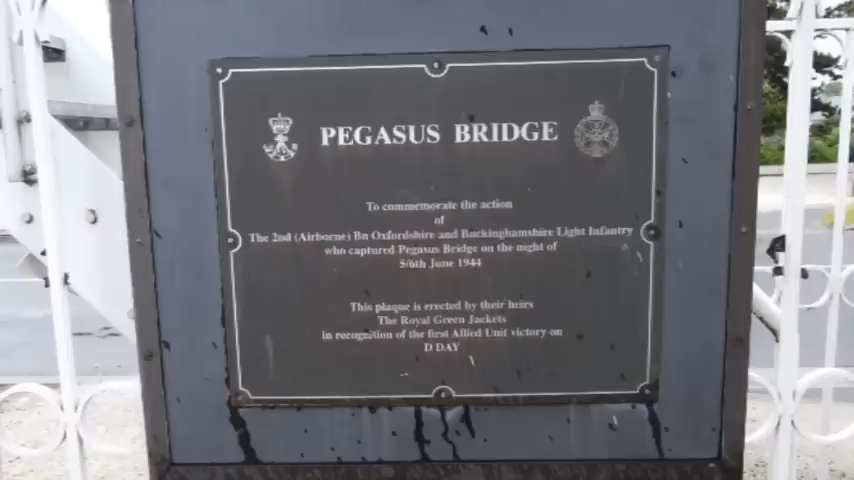 PEGASUS BRIDGE
To commemorate the action
of
The 2nd (Airborne) Bn Oxfordshire and Buckinghamshire Light Infantry
who captured Pegasus Bridge on the night of
5/6th June 1944
This plaque is erected by their heirs
The Royal Green Jackets
in recognition of the first Allied Unit victory on
D DAY